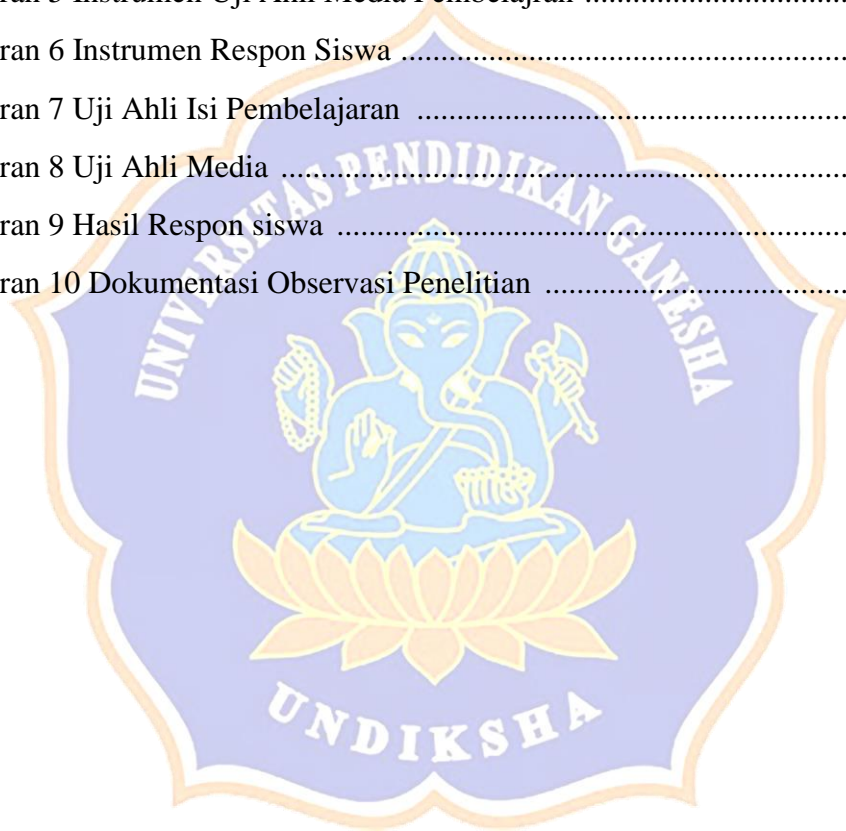 ran 5 Instrumen Uji Ahli Media Pembelajran ................................
ran 6 Instrumen Respon Siswa .......................................................
ran 7 Uji Ahli Isi Pembelajaran .....................................................
ran 8 Uji Ahli Media ......................................................................
ran 9 Hasil Respon siswa ...............................................................
ran 10 Dokumentasi Observasi Penelitian .....................................
UNIVERSITAS PENDIDIKAN GANESHA
UNDIKSHA